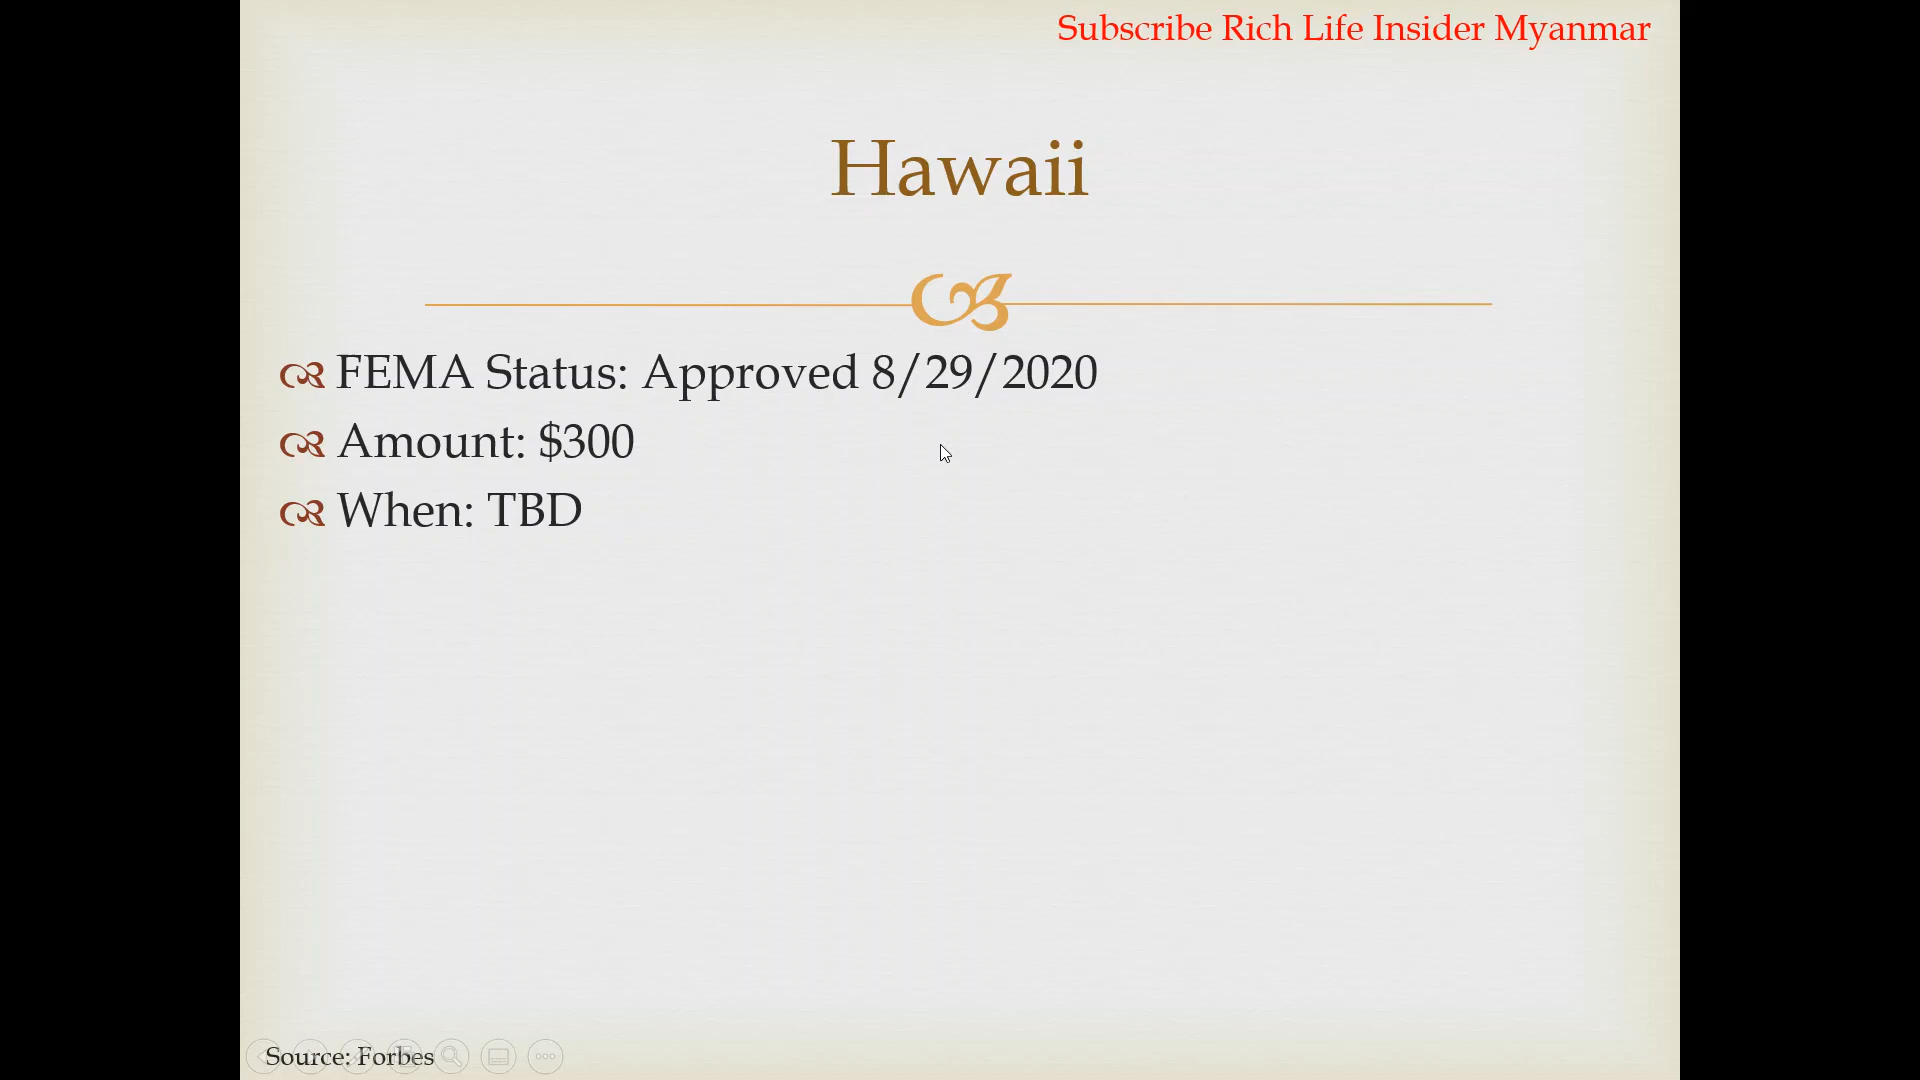 Subscribe Rich Life Insider Myanmar
Hawaii
FEMA Status: Approved 8/29/2020
Amount: $300
When: TBD
Source: Forbes